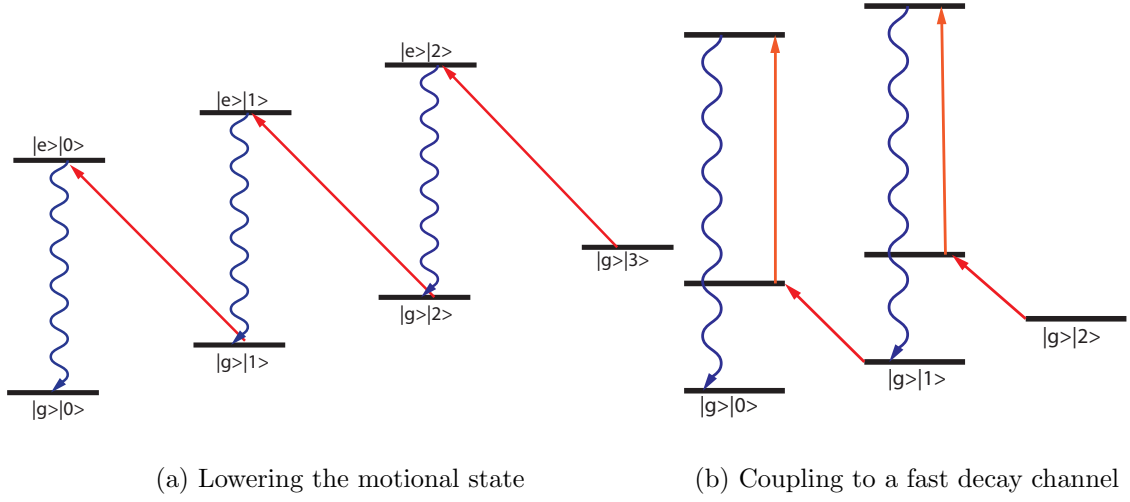 |e>|2>
|e>|1>
|e>|0>
|g>|3>
|g>|2>
|g>|1>
|g>|0>
|g>|2>
|g>|1>
|g>|0>
(a) Lowering the motional state
(b) Coupling to a fast decay channel